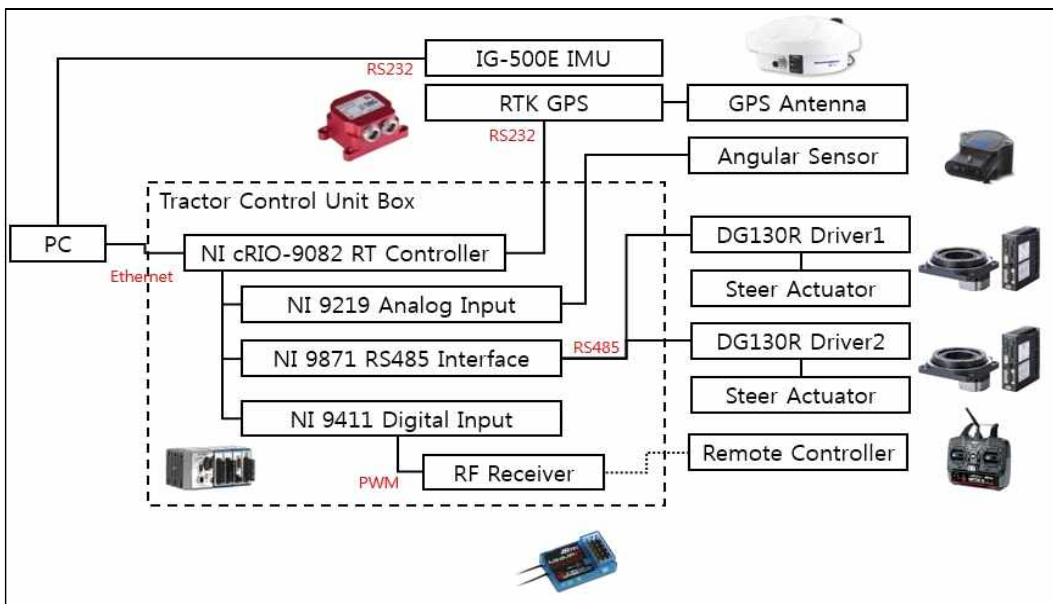 IG-500E IMU
RS232
RTK GPS
GPS Antenna
RS232
Angular Sensor
Tractor Control Unit Box
PC
NI cRIO-9082 RT Controller
DG130R Driver1
Ethernet
NI 9219 Analog Input
Steer Actuator
NI 9871 RS485 Interface
RS485
DG130R Driver2
Steer Actuator
NI 9411 Digital Input
Remote Controller
RF Receiver
PWM